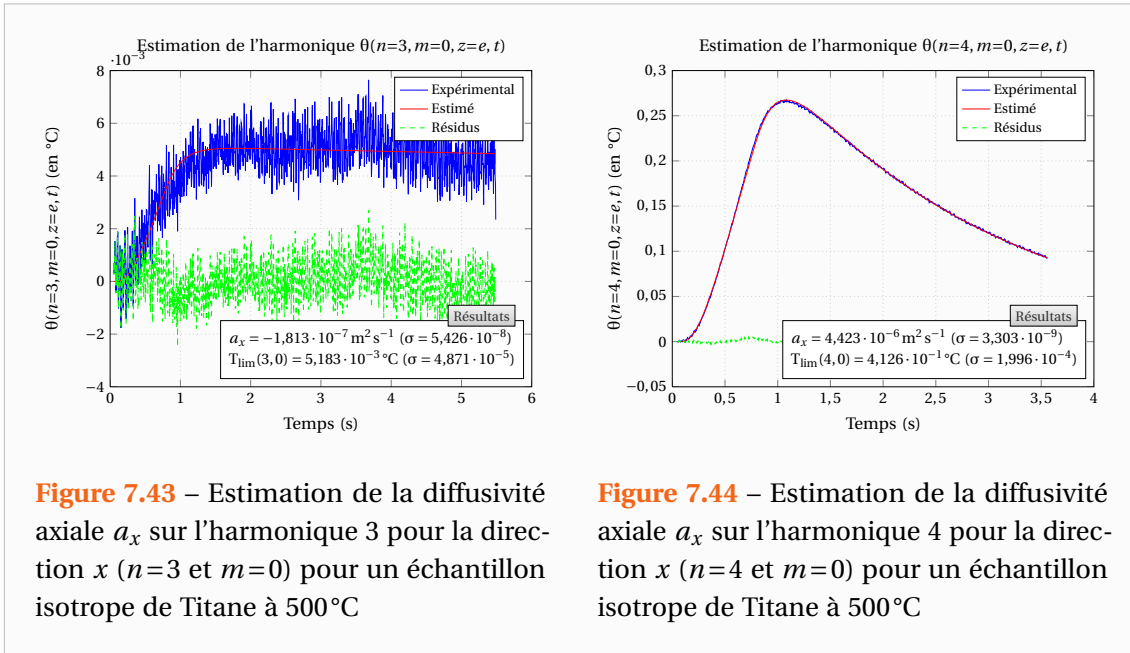 Estimation de l'harmonique θ(n=3, m=0, z=e, t)
·10⁻³
8
6
4
2
0
−2
−4
0 1 2 3 4 5 6
θ(n=3, m=0, z=e, t) (en °C)
Temps (s)
Expérimental
Estimé
Résidus
Résultats
aₓ = −1,813·10⁻⁷ m² s⁻¹ (σ = 5,426·10⁻⁸)
T_lim(3,0) = 5,183·10⁻³ °C (σ = 4,871·10⁻⁵)
Estimation de l'harmonique θ(n=4, m=0, z=e, t)
0,3
0,25
0,2
0,15
0,1
0,05
0
−0,05
0 0,5 1 1,5 2 2,5 3 3,5 4
θ(n=4, m=0, z=e, t) (en °C)
Temps (s)
Expérimental
Estimé
Résidus
Résultats
aₓ = 4,423·10⁻⁶ m² s⁻¹ (σ = 3,303·10⁻⁹)
T_lim(4,0) = 4,126·10⁻¹ °C (σ = 1,996·10⁻⁴)
Figure 7.43 – Estimation de la diffusivité
axiale aₓ sur l'harmonique 3 pour la direc-
tion x (n=3 et m=0) pour un échantillon
isotrope de Titane à 500 °C
Figure 7.44 – Estimation de la diffusivité
axiale aₓ sur l'harmonique 4 pour la direc-
tion x (n=4 et m=0) pour un échantillon
isotrope de Titane à 500 °C